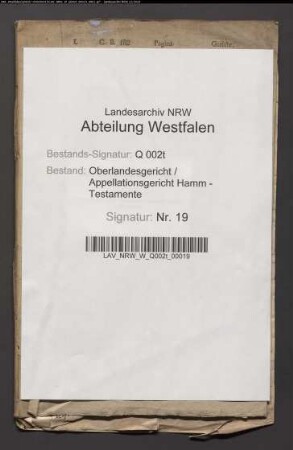 Landesarchiv NRW
Abteilung Westfalen
Bestands-Signatur: Q 002t
Bestand: Oberlandesgericht /
Appellationsgericht Hamm -
Testamente
Signatur: Nr. 19
LAV_NRW_W_Q002t_00019